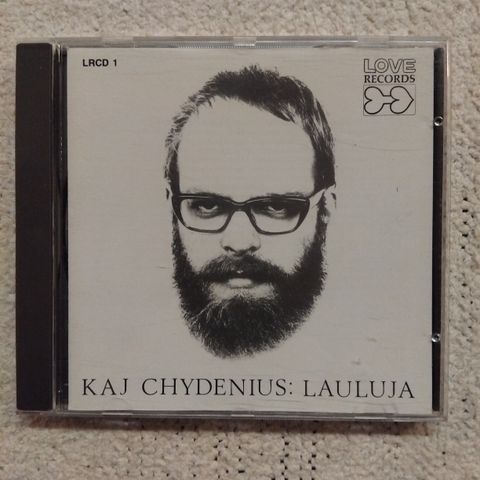 LRCD 1
LOVE
RECORDS
KAJ CHYDENIUS: LAULUJA